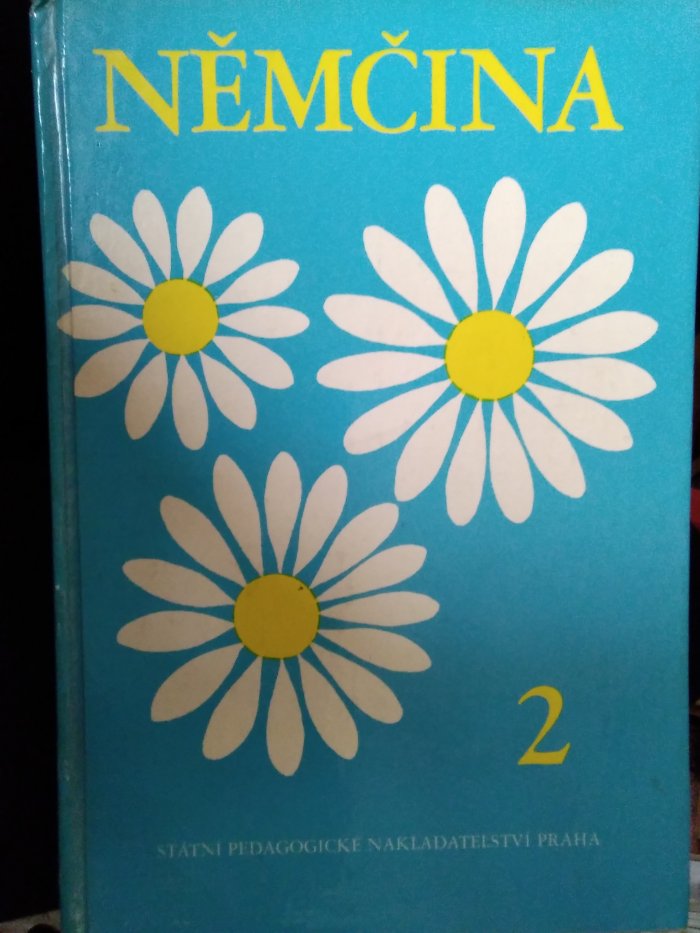 NĚMČINA
2
STÁTNÍ PEDAGOGICKÉ NAKLADATELSTVÍ PRAHA